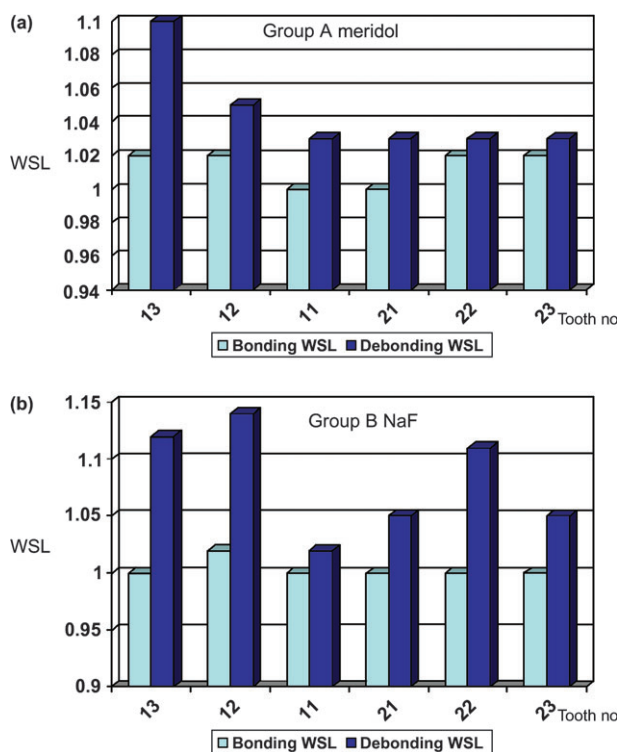 (a)
Group A meridol
1.1
1.08
1.06
1.04
WSL
1.02
1
0.98
0.96
0.94
13 12 11 21 22 23 Tooth no
Bonding WSL Debonding WSL
(b)
Group B NaF
1.15
1.1
1.05
WSL
1
0.95
0.9
13 12 11 21 22 23 Tooth no
Bonding WSL Debonding WSL